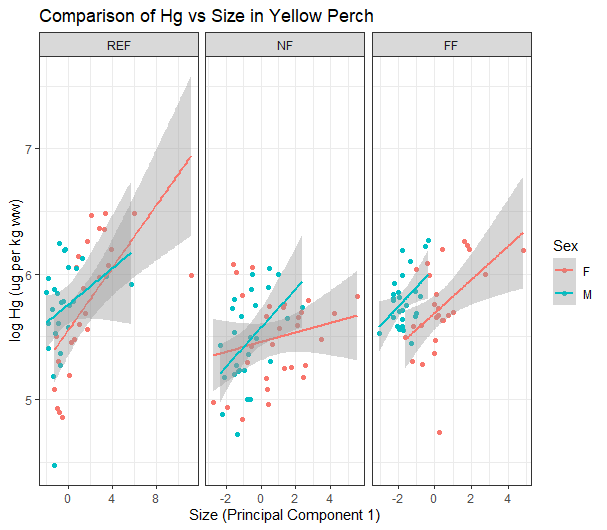 Comparison of Hg vs Size in Yellow Perch
REF NF FF
log Hg (ug per kg ww)
7
6
5
0 4 8 -2 0 2 4 -2 0 2 4
Size (Principal Component 1)
Sex
F
M